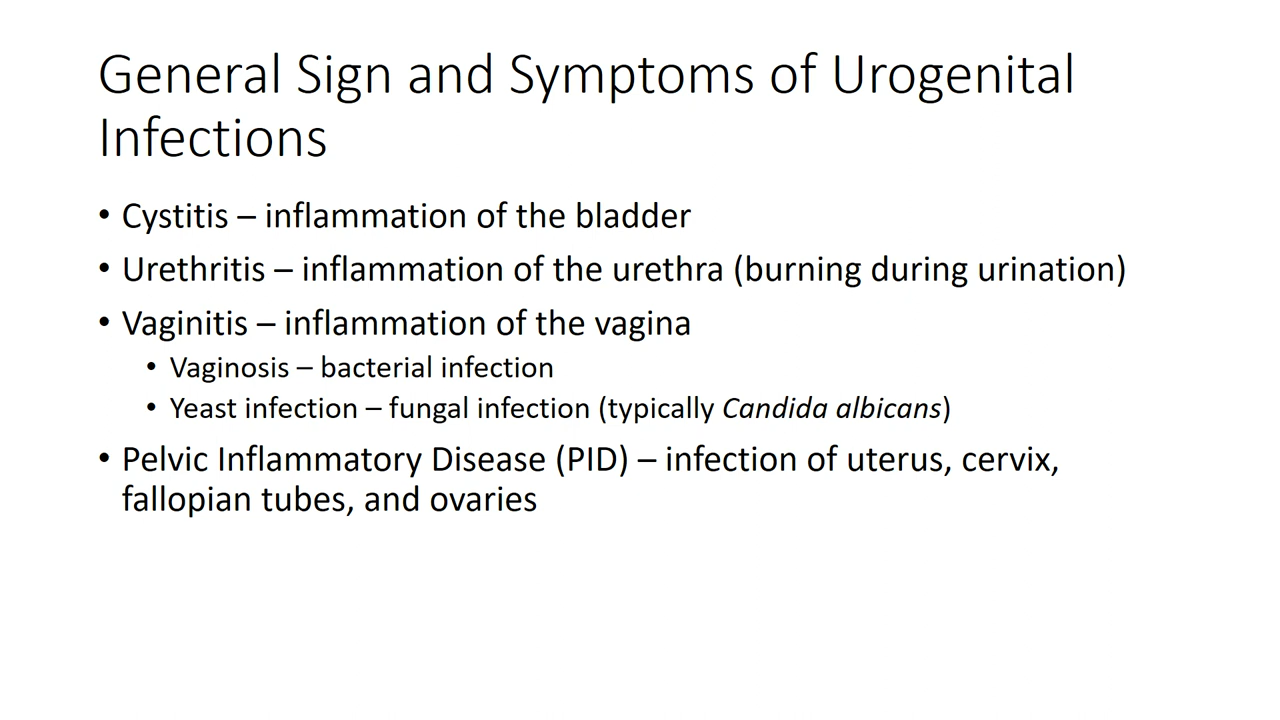 General Sign and Symptoms of Urogenital
Infections
• Cystitis – inflammation of the bladder
• Urethritis – inflammation of the urethra (burning during urination)
• Vaginitis – inflammation of the vagina
• Vaginosis – bacterial infection
• Yeast infection – fungal infection (typically Candida albicans)
• Pelvic Inflammatory Disease (PID) – infection of uterus, cervix,
fallopian tubes, and ovaries